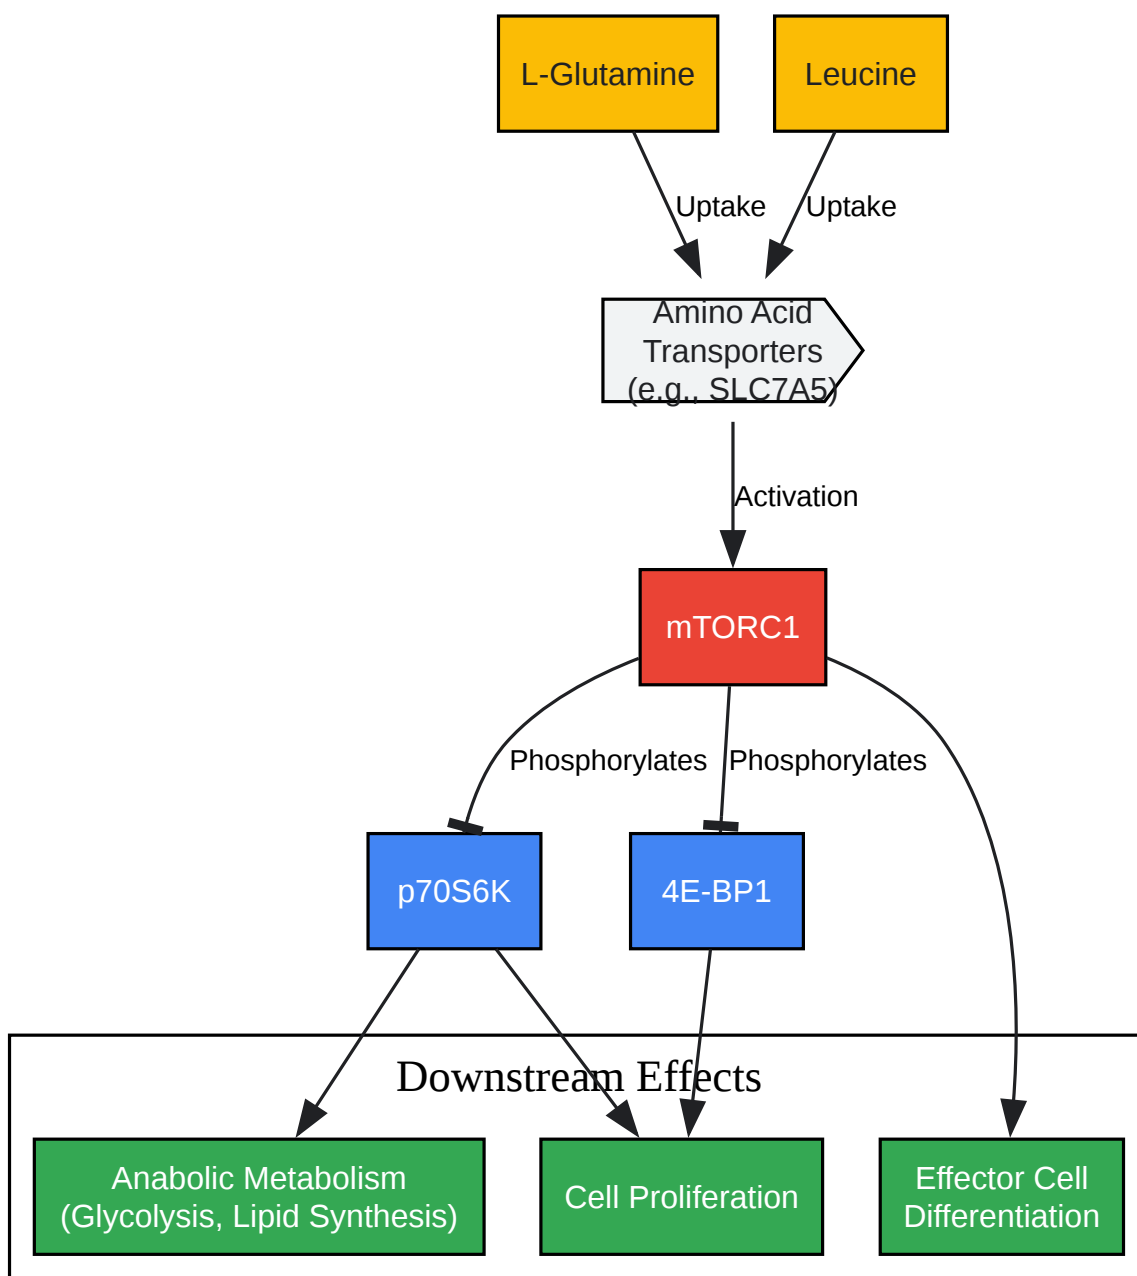 L-Glutamine
Leucine
Uptake
Uptake
Amino Acid
Transporters
(e.g., SLC7A5)
Activation
mTORC1
Phosphorylates
Phosphorylates
p70S6K
4E-BP1
Downstream Effects
Anabolic Metabolism
(Glycolysis, Lipid Synthesis)
Cell Proliferation
Effector Cell
Differentiation